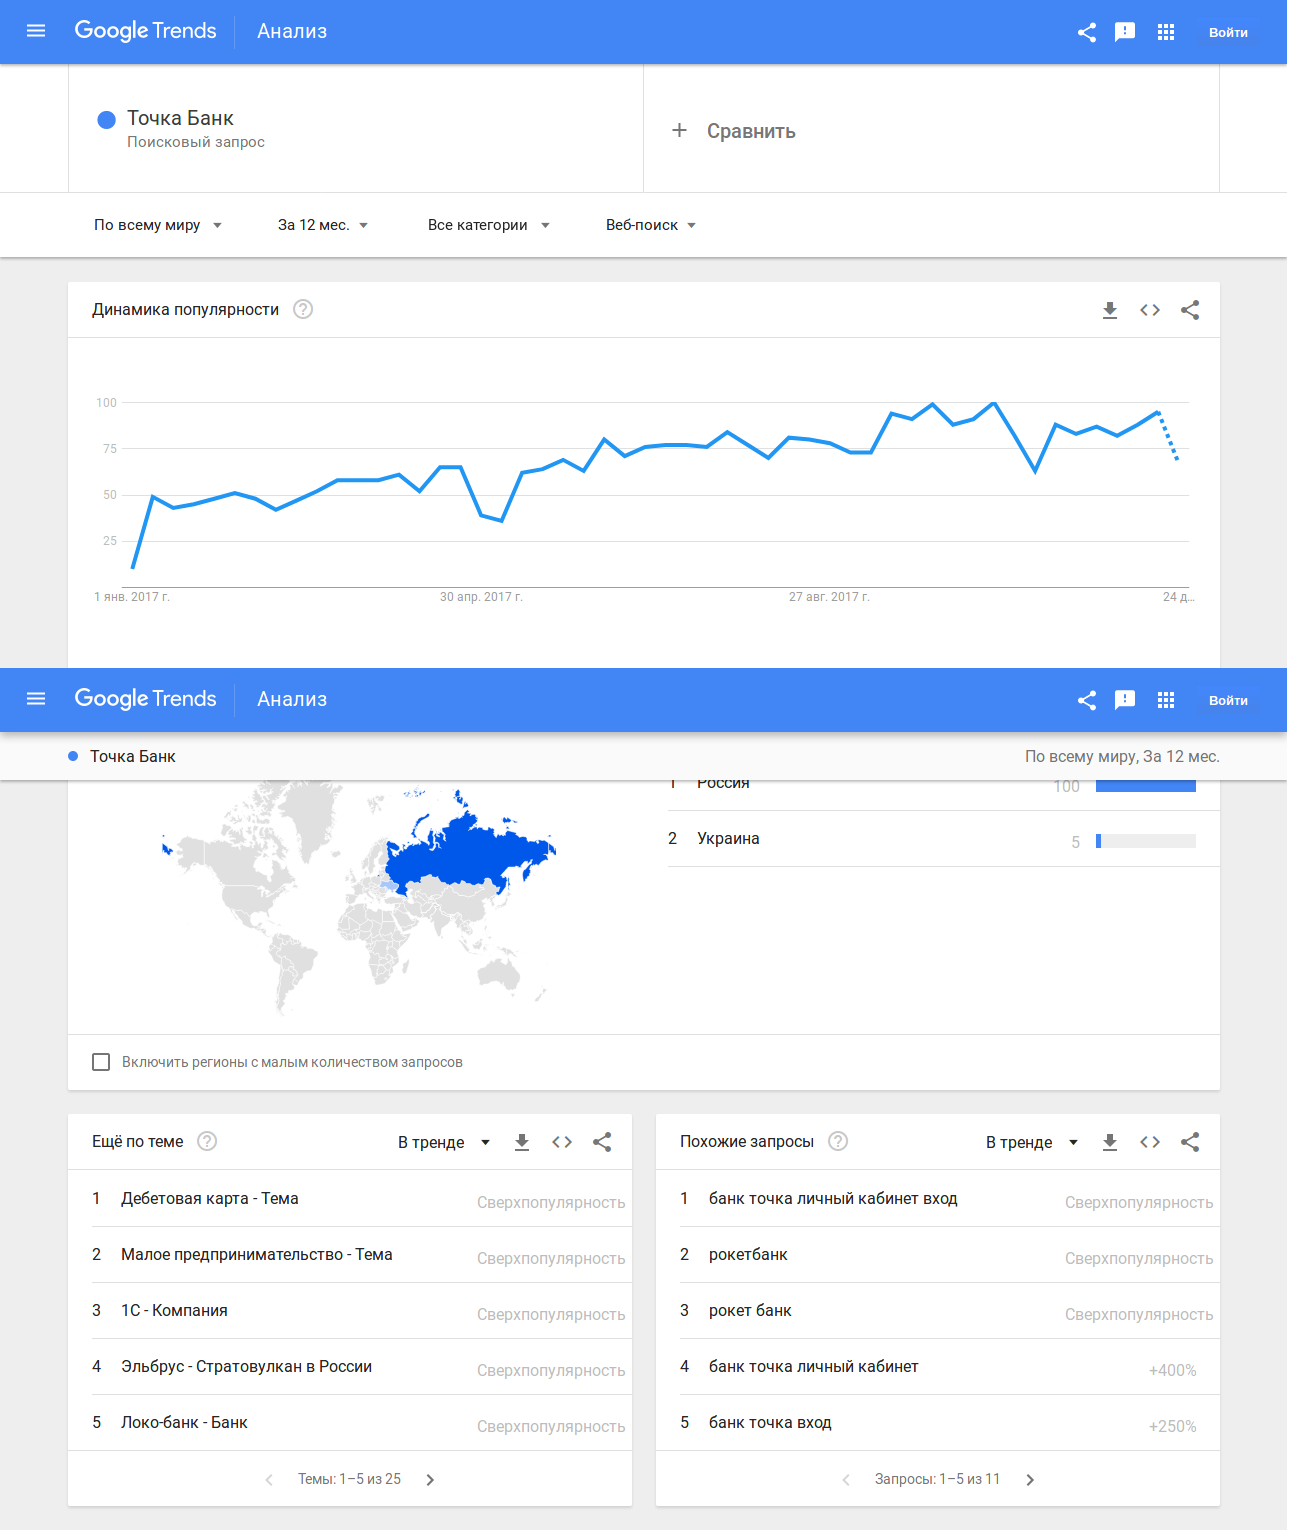 Google Trends Анализ Войти
Точка Банк
Поисковый запрос
+ Сравнить
По всему миру За 12 мес. Все категории Веб-поиск
Динамика популярности
100
75
50
25
1 янв. 2017 г. 30 апр. 2017 г. 27 авг. 2017 г. 24 д...
Google Trends Анализ Войти
Точка Банк По всему миру, За 12 мес.
1 Россия 100
2 Украина 5
Включить регионы с малым количеством запросов
Ещё по теме В тренде
1 Дебетовая карта - Тема Сверхпопулярность
2 Малое предпринимательство - Тема Сверхпопулярность
3 1С - Компания Сверхпопулярность
4 Эльбрус - Стратовулкан в России Сверхпопулярность
5 Локо-банк - Банк Сверхпопулярность
Темы: 1–5 из 25
Похожие запросы В тренде
1 банк точка личный кабинет вход Сверхпопулярность
2 рокетбанк Сверхпопулярность
3 рокет банк Сверхпопулярность
4 банк точка личный кабинет +400%
5 банк точка вход +250%
Запросы: 1–5 из 11